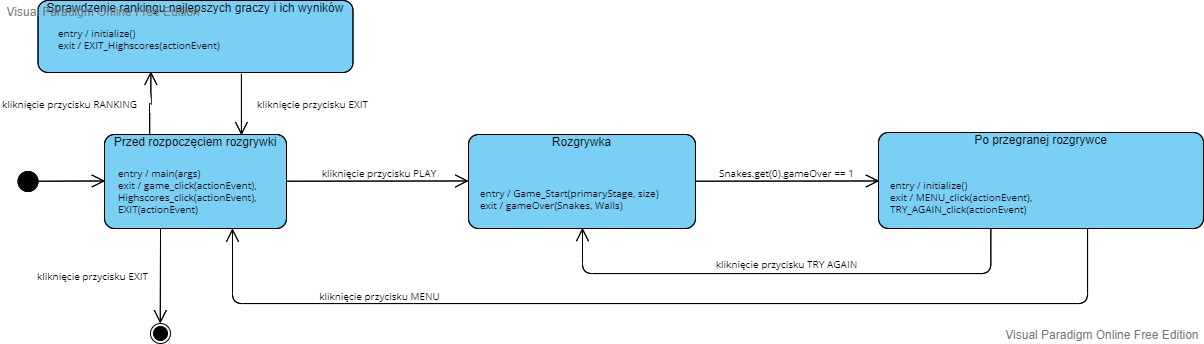 Visual Paradigm Online Free Edition
Sprawdzenie rankingu najlepszych graczy i ich wyników
entry / initialize()
exit / EXIT_Highscores(actionEvent)
kliknięcie przycisku RANKING
kliknięcie przycisku EXIT
Przed rozpoczęciem rozgrywki
entry / main(args)
exit / game_click(actionEvent),
Highscores_click(actionEvent),
EXIT(actionEvent)
kliknięcie przycisku PLAY
Rozgrywka
entry / Game_Start(primaryStage, size)
exit / gameOver(Snakes, Walls)
Snakes.get(0).gameOver == 1
Po przegranej rozgrywce
entry / initialize()
exit / MENU_click(actionEvent),
TRY_AGAIN_click(actionEvent)
kliknięcie przycisku TRY AGAIN
kliknięcie przycisku EXIT
kliknięcie przycisku MENU
Visual Paradigm Online Free Edition